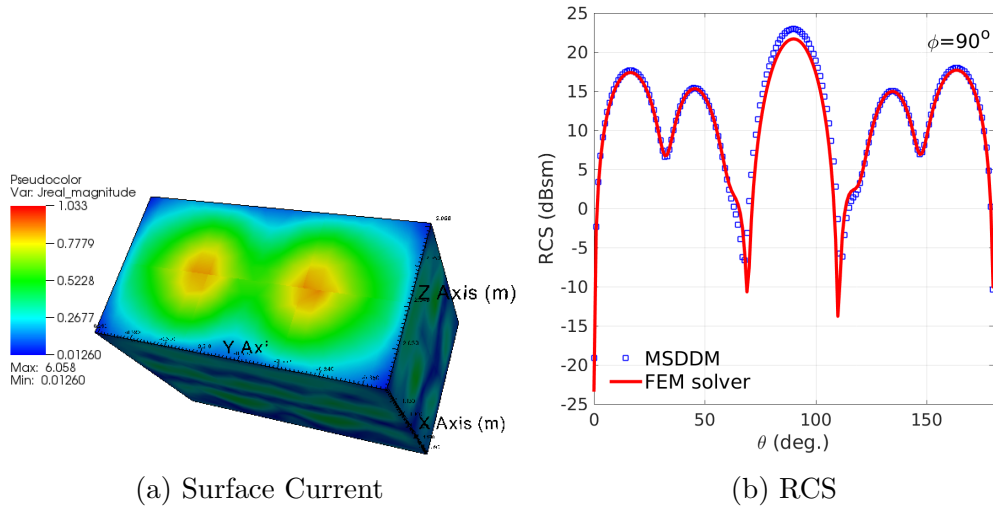 Pseudocolor
Var: Jreal_magnitude
1.033
0.7779
0.5228
0.2677
0.01260
Max: 6.058
Min: 0.01260
Z Axis (m)
Y Ax
X Axis (m)
(a) Surface Current
25
20
15
10
5
0
-5
-10
-15
-20
-25
RCS (dBsm)
ϕ=90°
MSDDM
FEM solver
0
50
100
150
θ (deg.)
(b) RCS